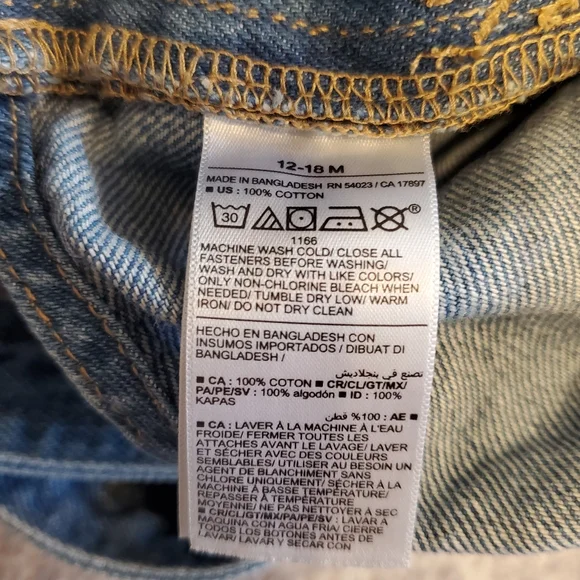 12-18 M
MADE IN BANGLADESH RN 54023 / CA 17897
■ US : 100% COTTON
30 ®
1166
MACHINE WASH COLD/ CLOSE ALL
FASTENERS BEFORE WASHING/
WASH AND DRY WITH LIKE COLORS/
ONLY NON-CHLORINE BLEACH WHEN
NEEDED/ TUMBLE DRY LOW/ WARM
IRON/ DO NOT DRY CLEAN
HECHO EN BANGLADESH CON
INSUMOS IMPORTADOS / DIBUAT DI
BANGLADESH /
تصنع في بنجلاديش
■ CA : 100% COTON ■ CR/CL/GT/MX/
PA/PE/SV : 100% algodón ■ ID : 100%
KAPAS
■ AE : 100% قطن
■ CA : LAVER À LA MACHINE À L'EAU
FROIDE/ FERMER TOUTES LES
ATTACHES AVANT LE LAVAGE/ LAVER
ET SÉCHER AVEC DES COULEURS
SEMBLABLES/ UTILISER AU BESOIN UN
AGENT DE BLANCHIMENT SANS
CHLORE UNIQUEMENT/ SÉCHER À LA
MACHINE À BASSE TEMPÉRATURE/
REPASSER À TEMPÉRATURE
MOYENNE/ NE PAS NETTOYER À SEC
■ CR/CL/GT/MX/PA/PE/SV : LAVAR A
MAQUINA CON AGUA FRIA/ CIERRE
TODOS LOS BOTONES ANTES DE
LAVAR/ LAVAR Y SECAR CON